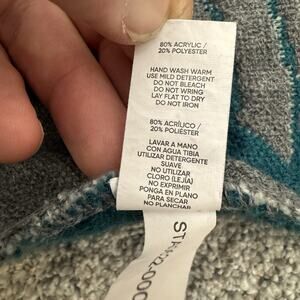 80% ACRYLIC /
20% POLYESTER
HAND WASH WARM
USE MILD DETERGENT
DO NOT BLEACH
DO NOT WRING
LAY FLAT TO DRY
DO NOT IRON
80% ACRÍLICO /
20% POLIÉSTER
LAVAR A MANO
CON AGUA TIBIA
UTILIZAR DETERGENTE
SUAVE
NO UTILIZAR
CLORO (LEJÍA)
NO EXPRIMIR
PONGA EN PLANO
PARA SECAR
NO PLANCHAR